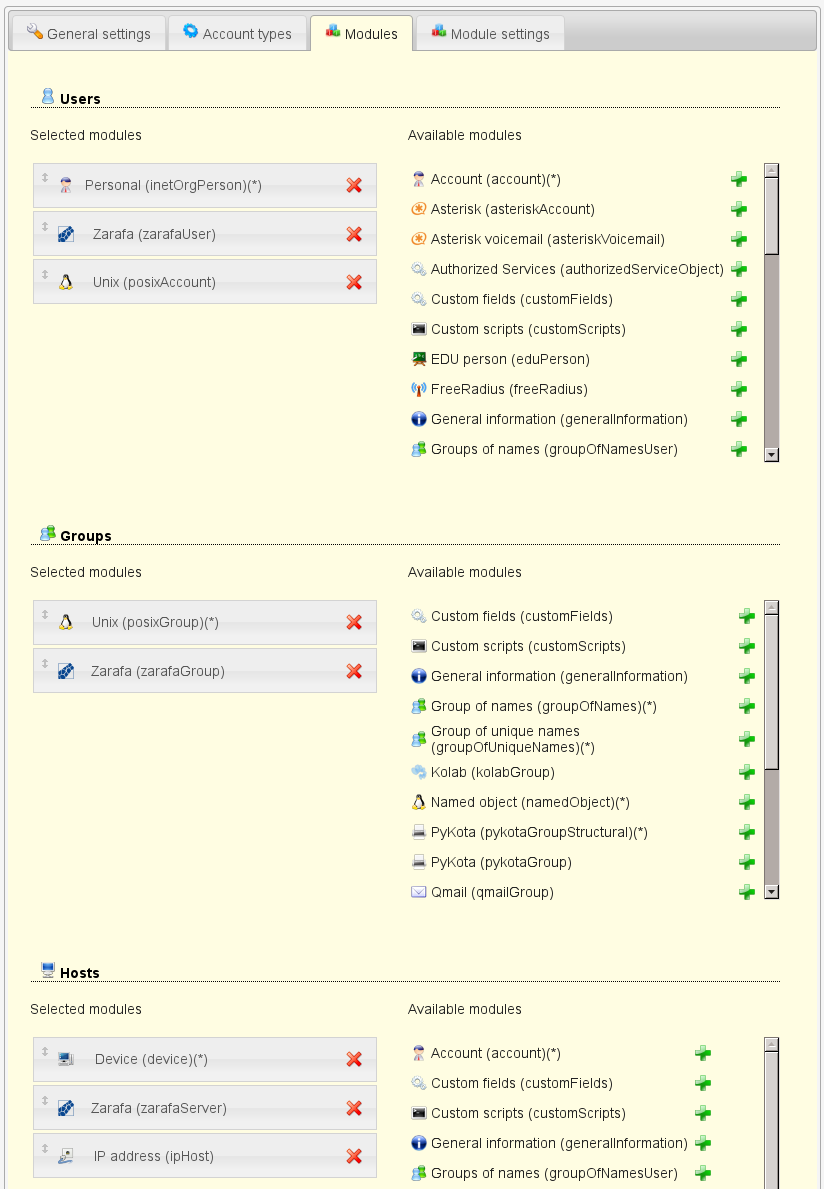 General settings
Account types
Modules
Module settings
Users
Selected modules
Personal (inetOrgPerson)(*)
Zarafa (zarafaUser)
Unix (posixAccount)
Available modules
Account (account)(*)
Asterisk (asteriskAccount)
Asterisk voicemail (asteriskVoicemail)
Authorized Services (authorizedServiceObject)
Custom fields (customFields)
Custom scripts (customScripts)
EDU person (eduPerson)
FreeRadius (freeRadius)
General information (generalInformation)
Groups of names (groupOfNamesUser)
Groups
Selected modules
Unix (posixGroup)(*)
Zarafa (zarafaGroup)
Available modules
Custom fields (customFields)
Custom scripts (customScripts)
General information (generalInformation)
Group of names (groupOfNames)(*)
Group of unique names
(groupOfUniqueNames)(*)
Kolab (kolabGroup)
Named object (namedObject)(*)
PyKota (pykotaGroupStructural)(*)
PyKota (pykotaGroup)
Qmail (qmailGroup)
Hosts
Selected modules
Device (device)(*)
Zarafa (zarafaServer)
IP address (ipHost)
Available modules
Account (account)(*)
Custom fields (customFields)
Custom scripts (customScripts)
General information (generalInformation)
Groups of names (groupOfNamesUser)